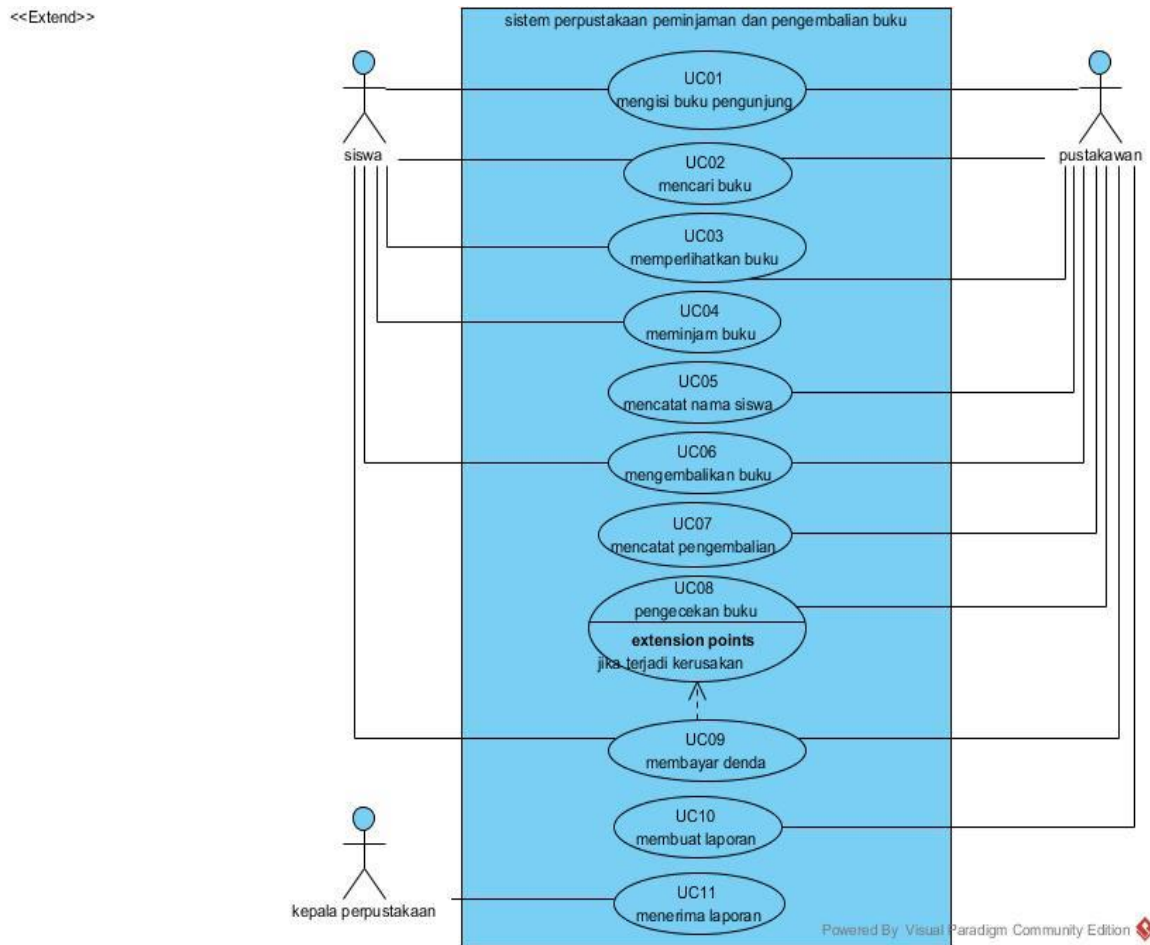 <<Extend>>
sistem perpustakaan peminjaman dan pengembalian buku
UC01
mengisi buku pengunjung
siswa
pustakawan
UC02
mencari buku
UC03
memperlihatkan buku
UC04
meminjam buku
UC05
mencatat nama siswa
UC06
mengembalikan buku
UC07
mencatat pengembalian
UC08
pengecekan buku
extension points
jika terjadi kerusakan
UC09
membayar denda
UC10
membuat laporan
UC11
menerima laporan
kepala perpustakaan
Powered By Visual Paradigm Community Edition